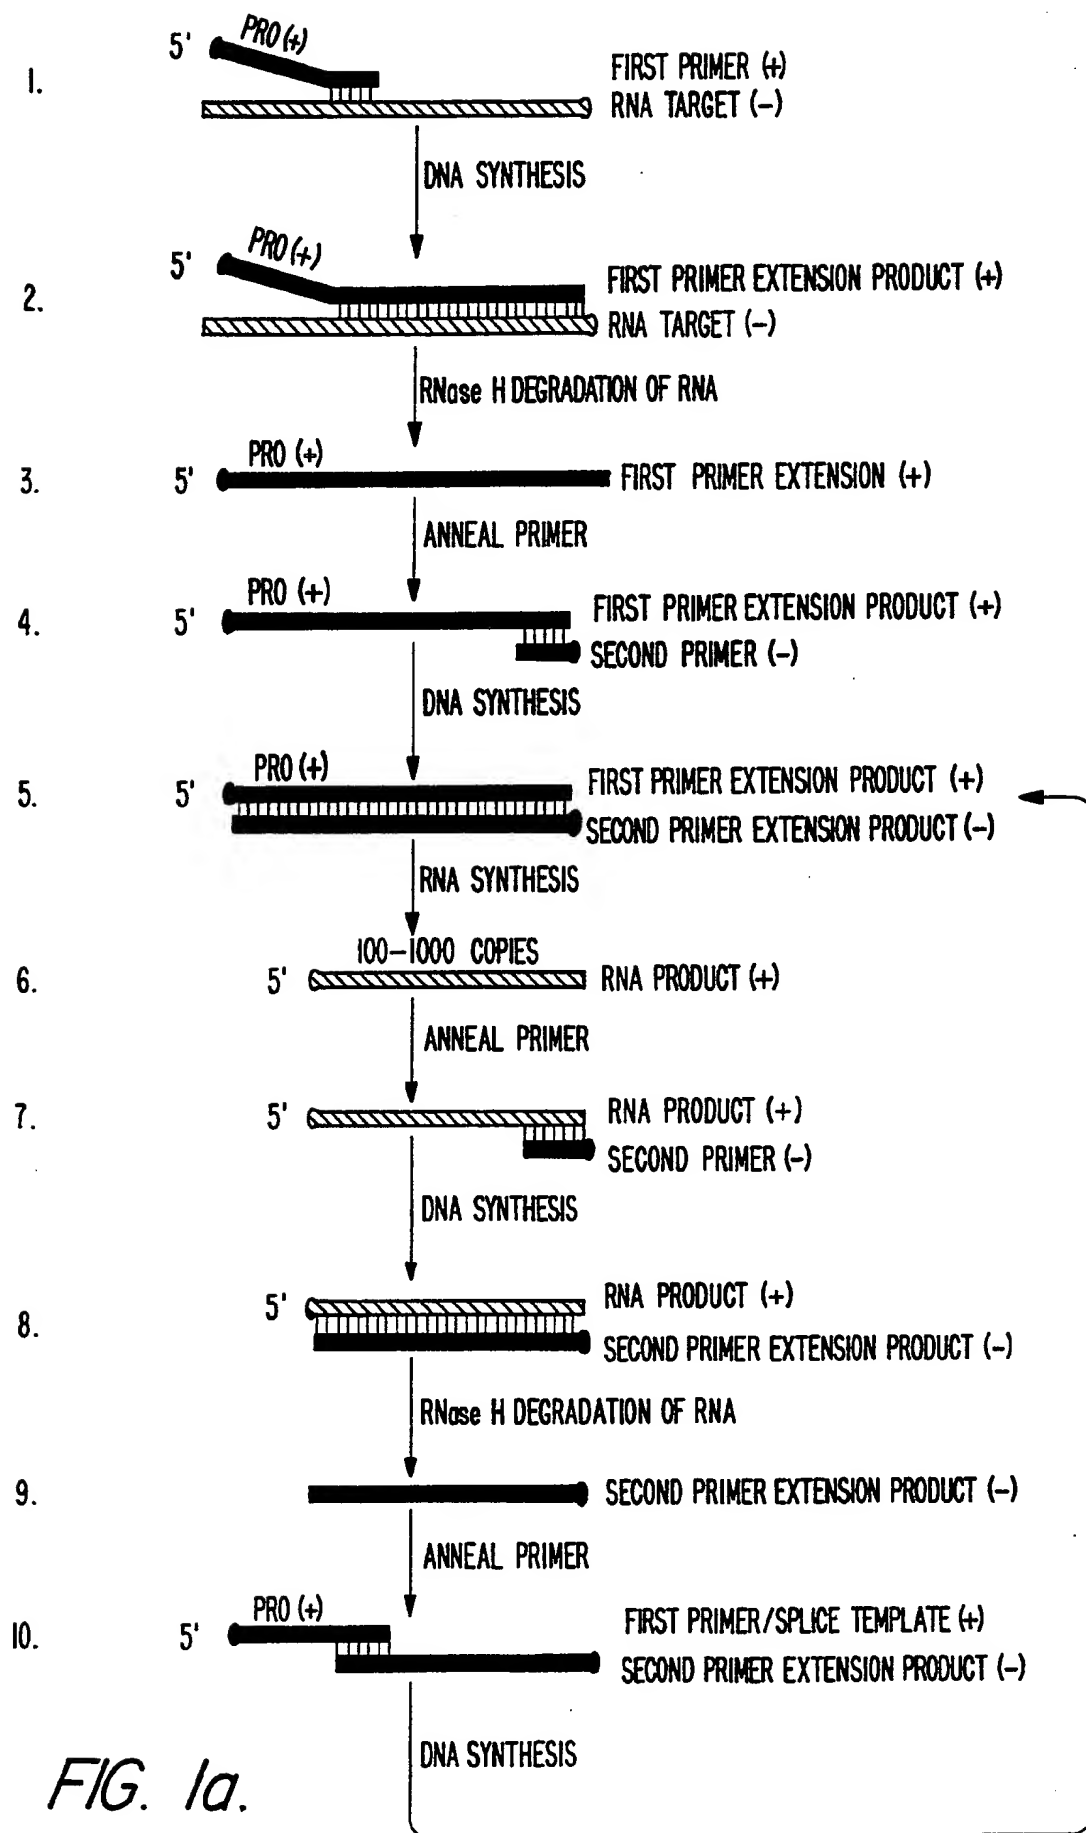 5' PRO (+)
1. FIRST PRIMER (+)
RNA TARGET (-)
DNA SYNTHESIS
5' PRO (+)
2. FIRST PRIMER EXTENSION PRODUCT (+)
RNA TARGET (-)
RNase H DEGRADATION OF RNA
PRO (+)
3. 5' FIRST PRIMER EXTENSION (+)
ANNEAL PRIMER
PRO (+)
4. 5' FIRST PRIMER EXTENSION PRODUCT (+)
SECOND PRIMER (-)
DNA SYNTHESIS
PRO (+)
5. 5' FIRST PRIMER EXTENSION PRODUCT (+)
SECOND PRIMER EXTENSION PRODUCT (-)
RNA SYNTHESIS
100-1000 COPIES
6. 5' RNA PRODUCT (+)
ANNEAL PRIMER
7. 5' RNA PRODUCT (+)
SECOND PRIMER (-)
DNA SYNTHESIS
5' RNA PRODUCT (+)
8. SECOND PRIMER EXTENSION PRODUCT (-)
RNase H DEGRADATION OF RNA
9. SECOND PRIMER EXTENSION PRODUCT (-)
ANNEAL PRIMER
PRO (+)
10. 5' FIRST PRIMER/SPLICE TEMPLATE (+)
SECOND PRIMER EXTENSION PRODUCT (-)
DNA SYNTHESIS
FIG. 1a.